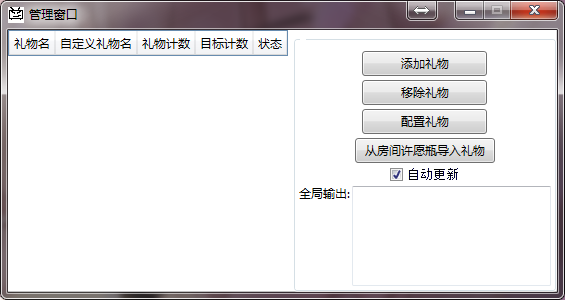 管理窗口
礼物名 自定义礼物名 礼物计数 目标计数 状态
添加礼物
移除礼物
配置礼物
从房间许愿瓶导入礼物
自动更新
全局输出: